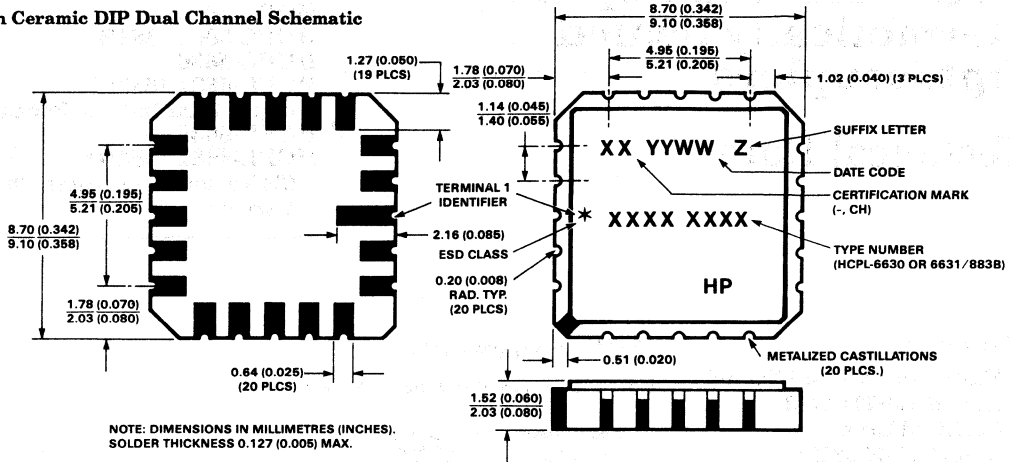 n Ceramic DIP Dual Channel Schematic
8.70 (0.342)
9.10 (0.358)
1.27 (0.050)
(19 PLCS)
1.78 (0.070)
2.03 (0.080)
4.95 (0.195)
5.21 (0.205)
1.02 (0.040) (3 PLCS)
1.14 (0.045)
1.40 (0.055)
SUFFIX LETTER
XX YYWW Z
DATE CODE
4.95 (0.195)
5.21 (0.205)
TERMINAL 1
IDENTIFIER
CERTIFICATION MARK
(-, CH)
* XXXX XXXX
8.70 (0.342)
9.10 (0.358)
2.16 (0.085)
ESD CLASS
TYPE NUMBER
(HCPL-6630 OR 6631/883B)
0.20 (0.008)
RAD. TYP.
(20 PLCS)
HP
1.78 (0.070)
2.03 (0.080)
0.51 (0.020)
METALIZED CASTILLATIONS
(20 PLCS.)
0.64 (0.025)
(20 PLCS)
1.52 (0.060)
2.03 (0.080)
NOTE: DIMENSIONS IN MILLIMETRES (INCHES).
SOLDER THICKNESS 0.127 (0.005) MAX.